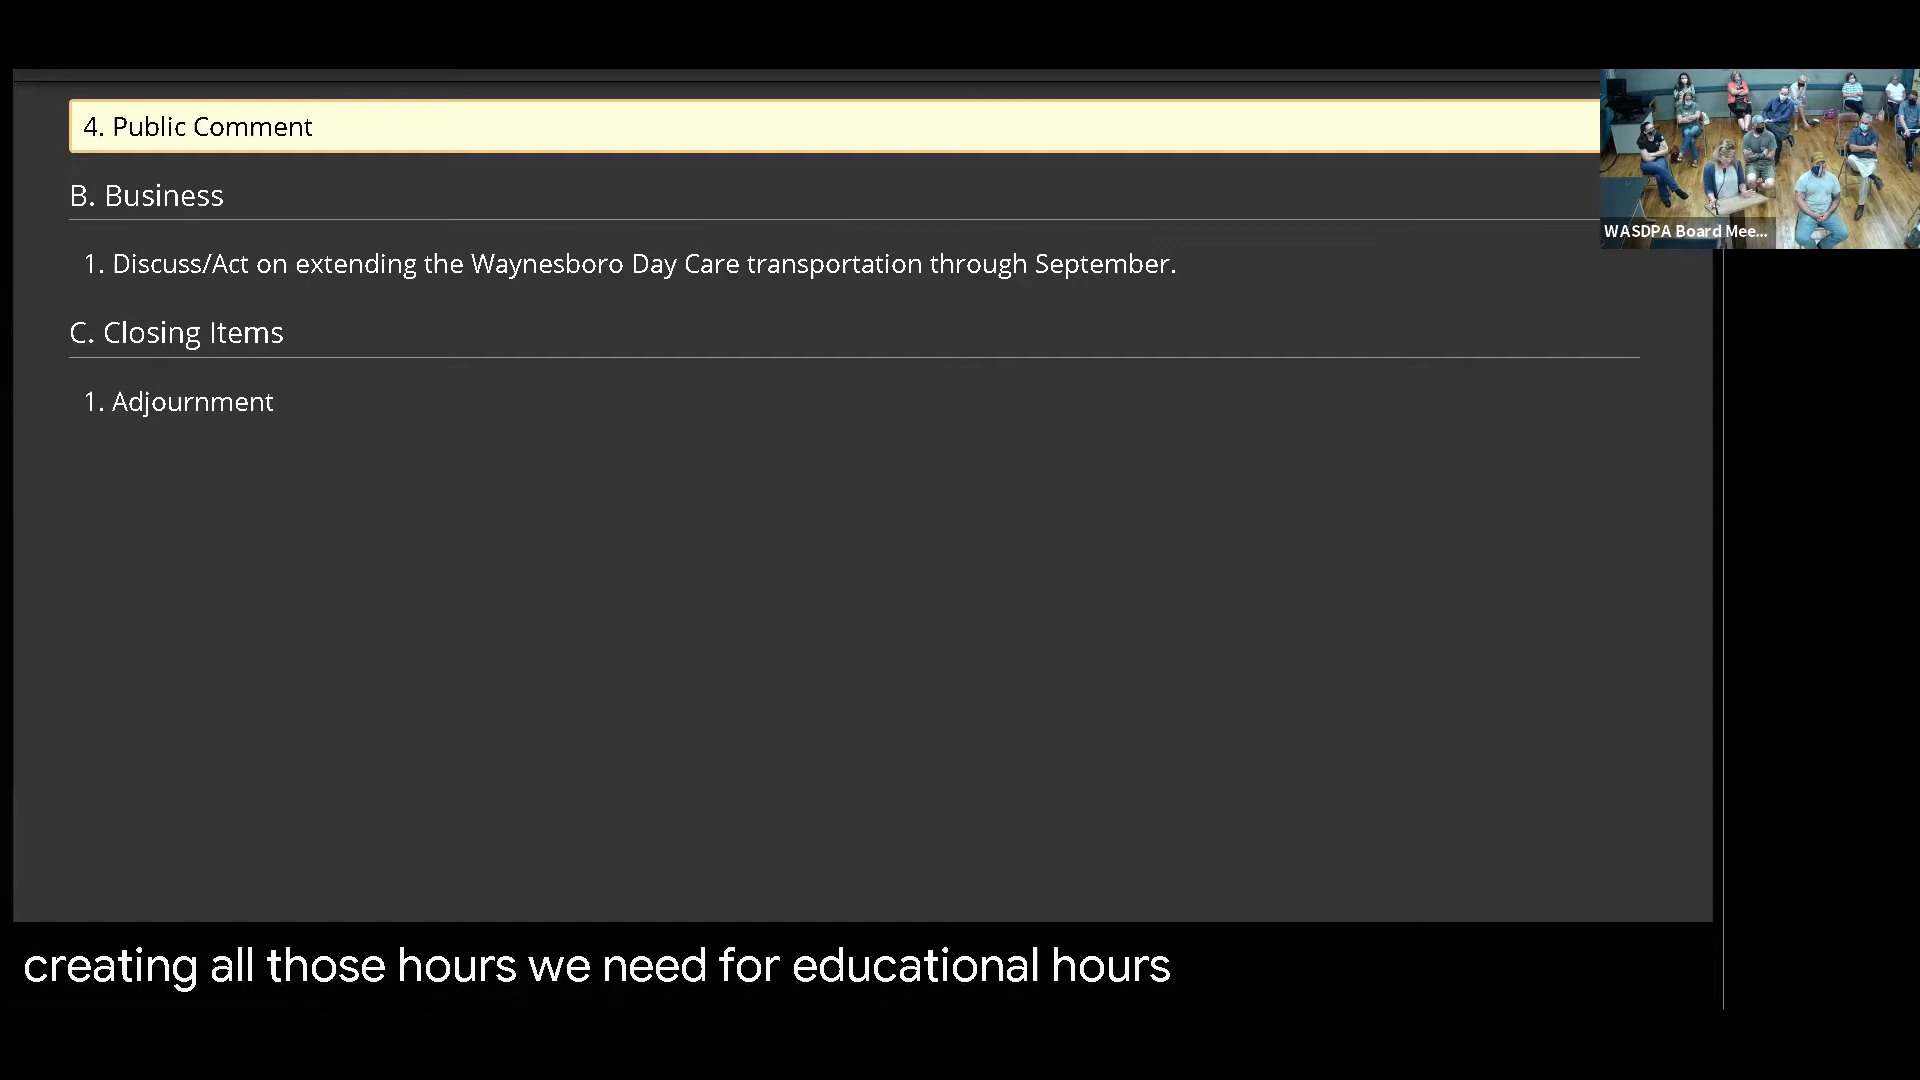 4. Public Comment
B. Business
1. Discuss/Act on extending the Waynesboro Day Care transportation through September.
C. Closing Items
1. Adjournment
WASDPA Board Mee...
creating all those hours we need for educational hours